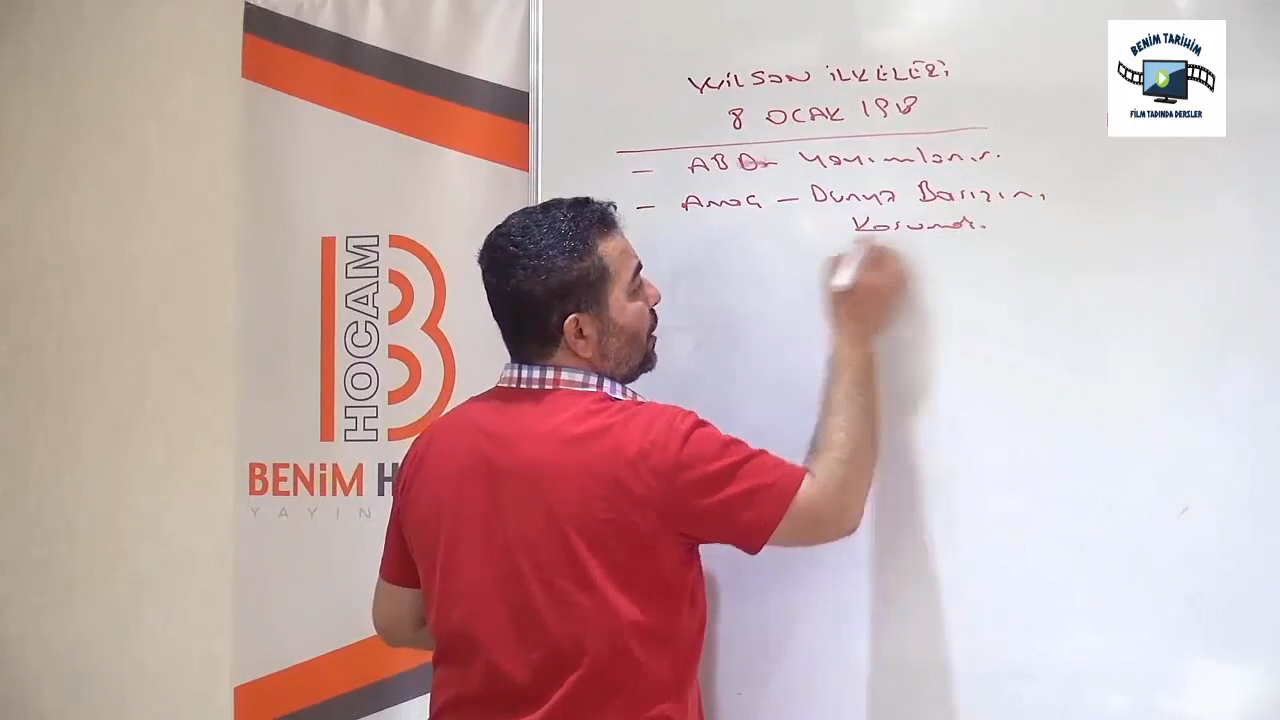 BENİM TARİHİM
FİLM TADINDA DERSLER
WİLSON İLKELERİ
8 OCAK 1918
- ABD yayımlanır.
- Amaç - Dünya Barışını
Korumak.
HOCAM
B
BENİM H
YAYIN